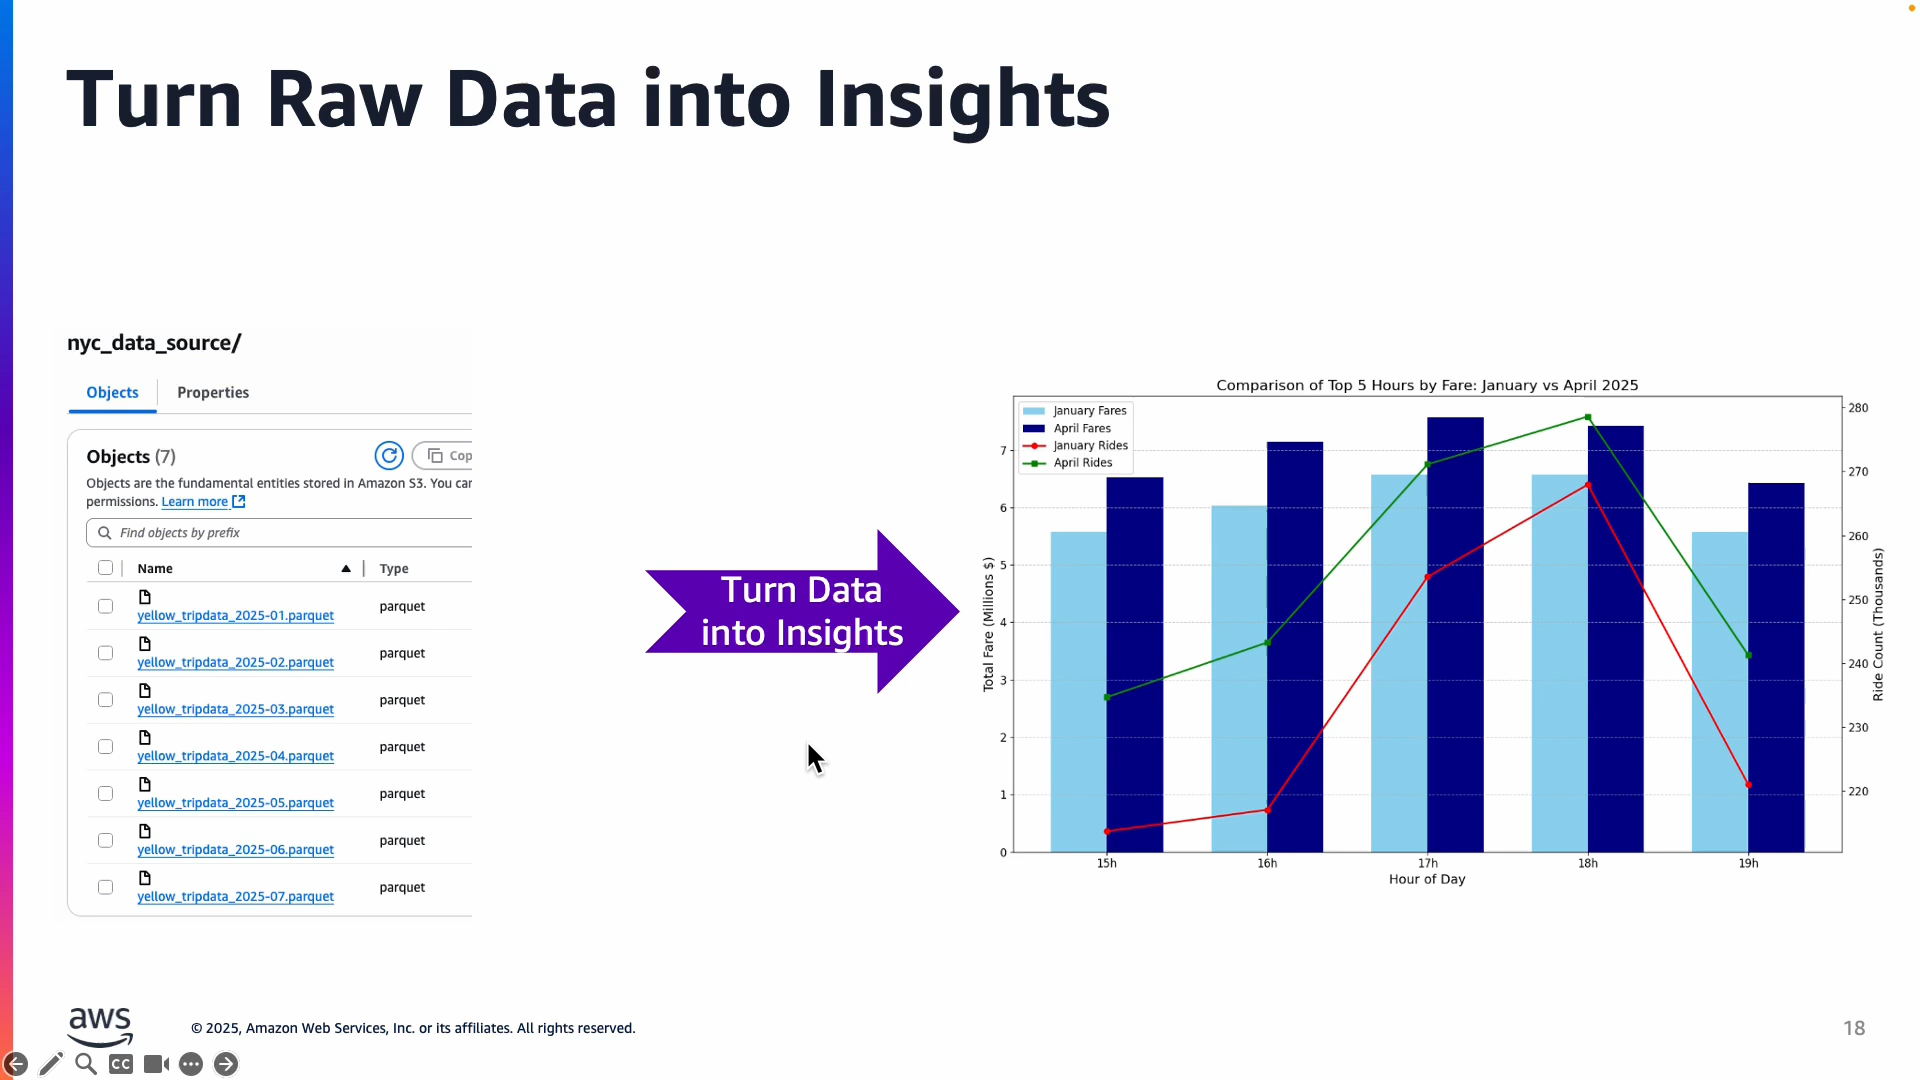 Turn Raw Data into Insights
nyc_data_source/
Objects
Properties
Objects (7)
Cop
Objects are the fundamental entities stored in Amazon S3. You can
permissions. Learn more
Find objects by prefix
Name
Type
yellow_tripdata_2025-01.parquet
parquet
yellow_tripdata_2025-02.parquet
parquet
yellow_tripdata_2025-03.parquet
parquet
yellow_tripdata_2025-04.parquet
parquet
yellow_tripdata_2025-05.parquet
parquet
yellow_tripdata_2025-06.parquet
parquet
yellow_tripdata_2025-07.parquet
parquet
Turn Data
into Insights
Comparison of Top 5 Hours by Fare: January vs April 2025
January Fares
April Fares
January Rides
April Rides
Total Fare (Millions $)
7
6
5
4
3
2
1
0
15h
16h
17h
18h
19h
Hour of Day
280
270
260
250
240
230
220
Ride Count (Thousands)
aws
© 2025, Amazon Web Services, Inc. or its affiliates. All rights reserved.
18
CC